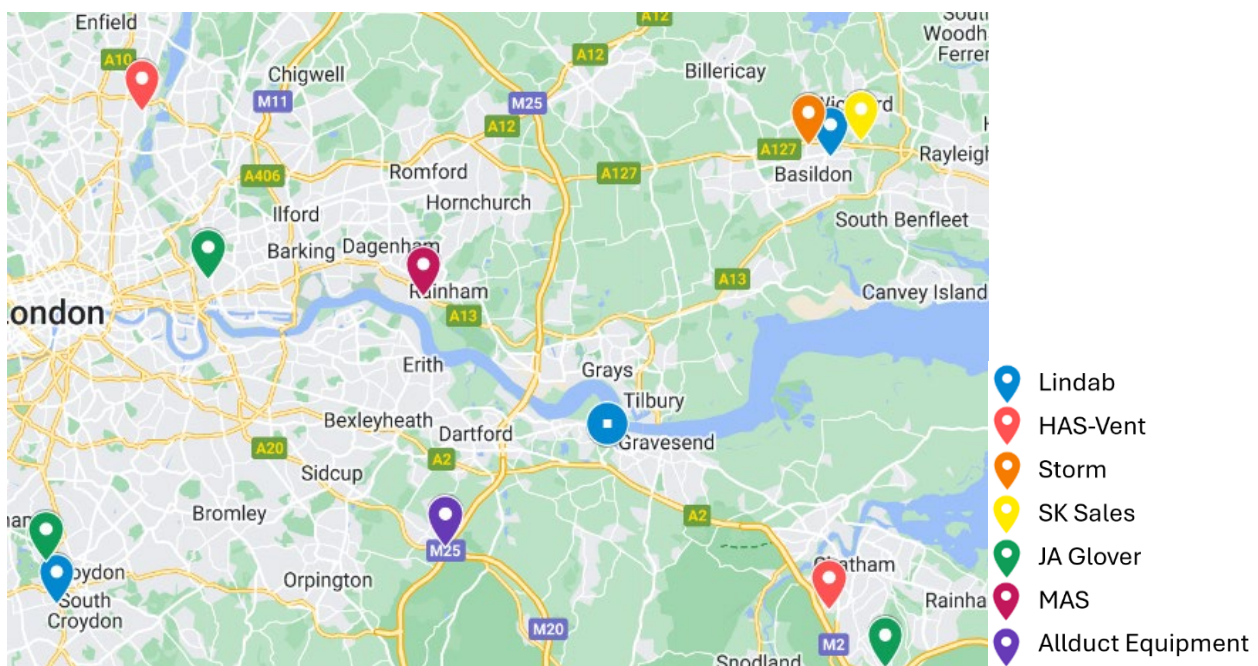 Enfield
A12
South
A10
Chigwell
A12
Billericay
M11
M25
A12
A127
Rayleigh
A406
Romford
A127
Basildon
Hornchurch
Ilford
South Benfleet
Barking
Dagenham
A13
Rainham
Canvey Island
London
A13
Erith
Grays
Tilbury
Bexleyheath
Dartford
Gravesend
A20
A2
Sidcup
Bromley
A2
M25
Croydon
Orpington
Chatham
South
Croydon
M20
M2
Snodland
Lindab
HAS-Vent
Storm
SK Sales
JA Glover
MAS
Allduct Equipment